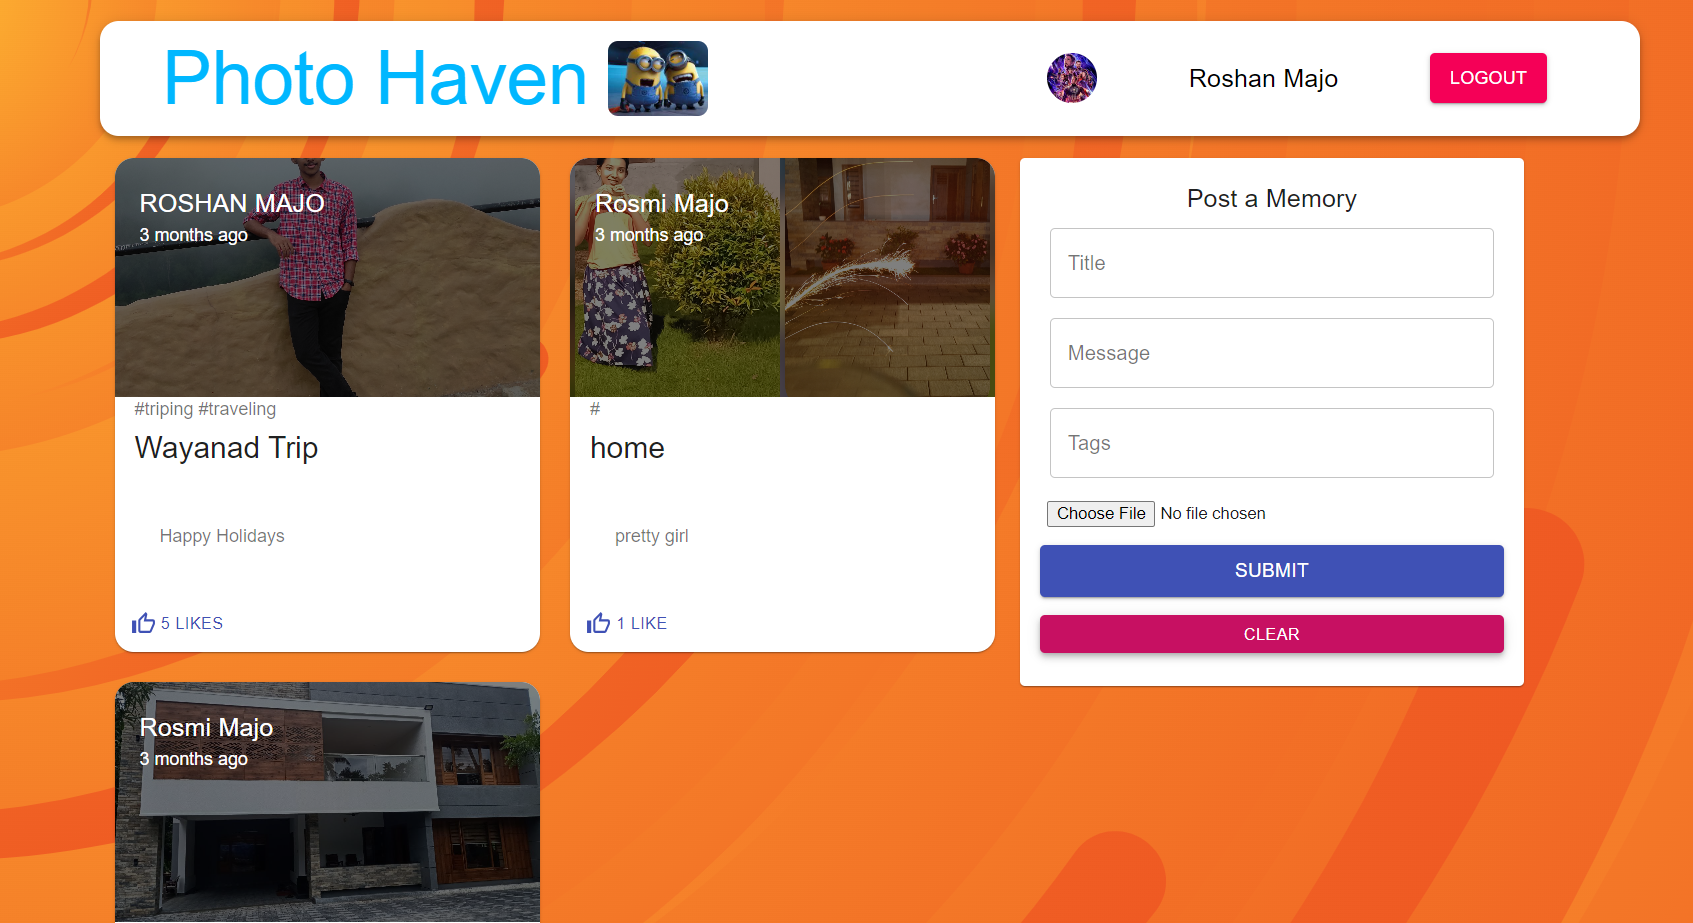 Photo Haven
Roshan Majo
LOGOUT
ROSHAN MAJO
3 months ago
#triping #traveling
Wayanad Trip
Happy Holidays
5 LIKES
Rosmi Majo
3 months ago
#
home
pretty girl
1 LIKE
Rosmi Majo
3 months ago
Post a Memory
Title
Message
Tags
Choose File No file chosen
SUBMIT
CLEAR